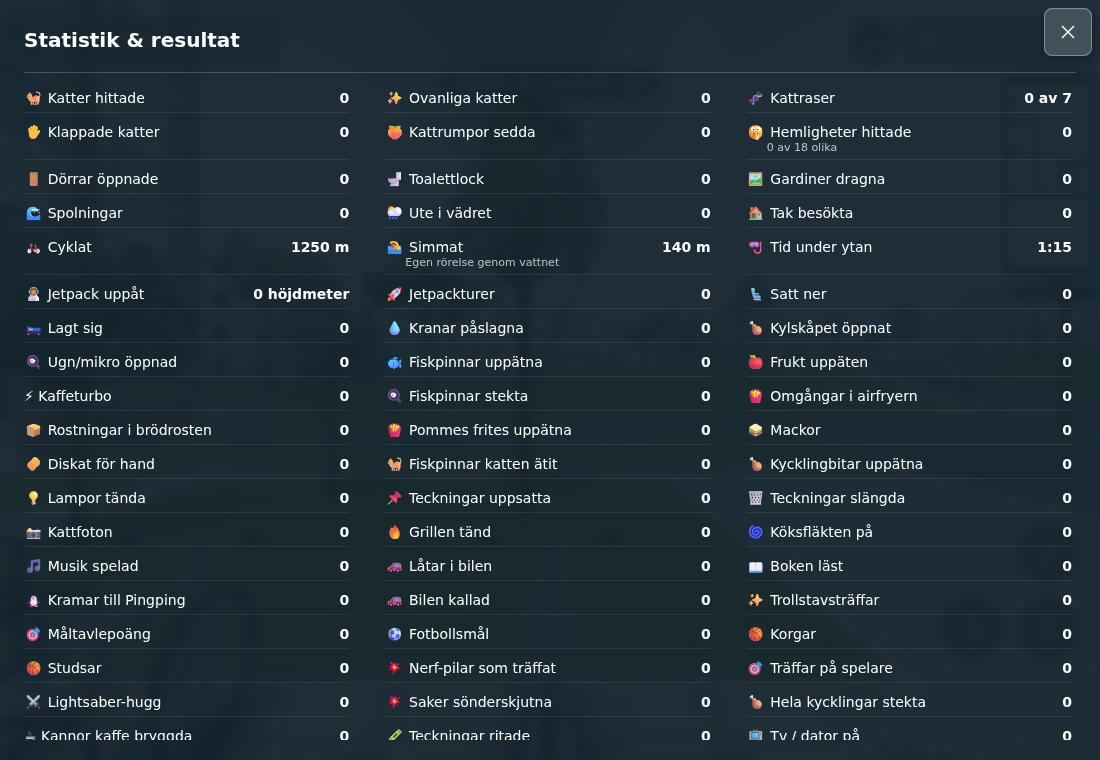 Statistik & resultat
Katter hittade 0
Ovanliga katter 0
Kattraser 0 av 7
Klappade katter 0
Kattrumpor sedda 0
Hemligheter hittade 0
0 av 18 olika
Dörrar öppnade 0
Toalettlock 0
Gardiner dragna 0
Spolningar 0
Ute i vädret 0
Tak besökta 0
Cyklat 1250 m
Simmat 140 m
Egen rörelse genom vattnet
Tid under ytan 1:15
Jetpack uppåt 0 höjdmeter
Jetpackturer 0
Satt ner 0
Lagt sig 0
Kranar påslagna 0
Kylskåpet öppnat 0
Ugn/mikro öppnad 0
Fiskpinnar uppätna 0
Frukt uppäten 0
Kaffeturbo 0
Fiskpinnar stekta 0
Omgångar i airfryern 0
Rostningar i brödrosten 0
Pommes frites uppätna 0
Mackor 0
Diskat för hand 0
Fiskpinnar katten ätit 0
Kycklingbitar uppätna 0
Lampor tända 0
Teckningar uppsatta 0
Teckningar slängda 0
Kattfoton 0
Grillen tänd 0
Köksfläkten på 0
Musik spelad 0
Låtar i bilen 0
Boken läst 0
Kramar till Pingping 0
Bilen kallad 0
Trollstavsträffar 0
Måltavlepoäng 0
Fotbollsmål 0
Korgar 0
Studsar 0
Nerf-pilar som träffat 0
Träffar på spelare 0
Lightsaber-hugg 0
Saker sönderskjutna 0
Hela kycklingar stekta 0
Kannor kaffe bryggda 0
Teckningar ritade 0
Tv / dator på 0